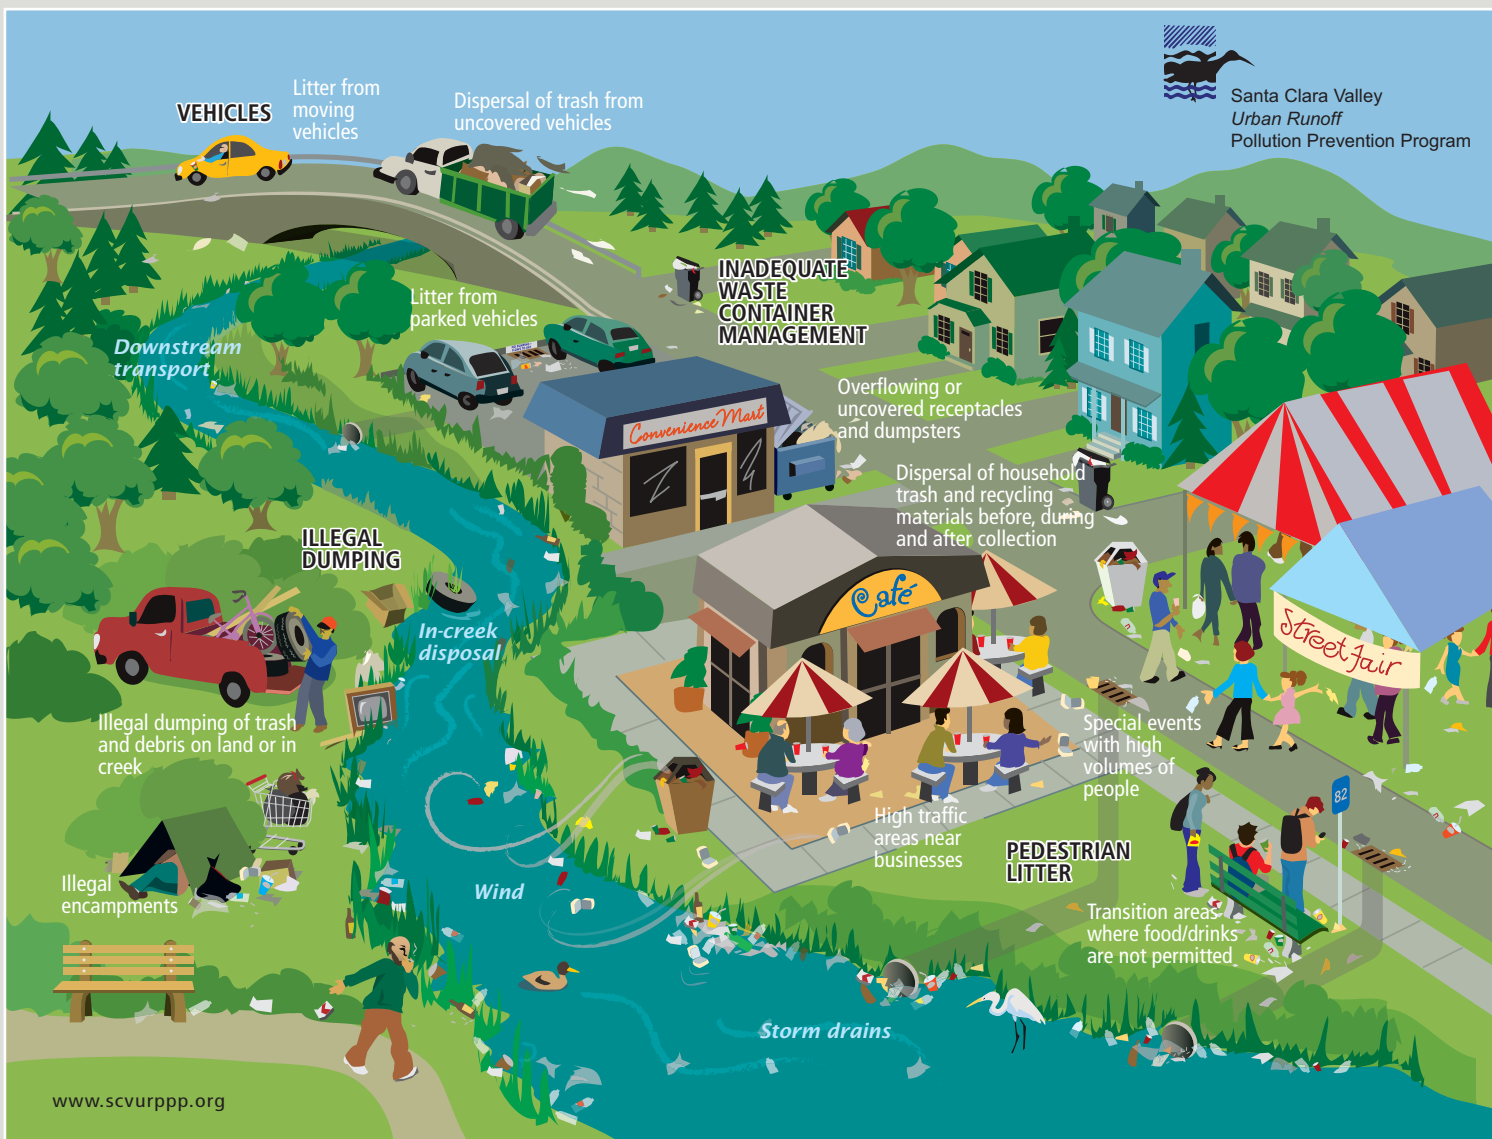 Santa Clara Valley
Urban Runoff
Pollution Prevention Program
VEHICLES
Litter from
moving
vehicles
Dispersal of trash from
uncovered vehicles
Litter from
parked vehicles
INADEQUATE
WASTE
CONTAINER
MANAGEMENT
Downstream
transport
Convenience Mart
Overflowing or
uncovered receptacles
and dumpsters
Dispersal of household
trash and recycling
materials before, during
and after collection
ILLEGAL
DUMPING
In-creek
disposal
Café
Street fair
Illegal dumping of trash
and debris on land or in
creek
Special events
with high
volumes of
people
82
High traffic
areas near
businesses
PEDESTRIAN
LITTER
Illegal
encampments
Wind
Transition areas
where food/drinks
are not permitted
Storm drains
www.scvurppp.org